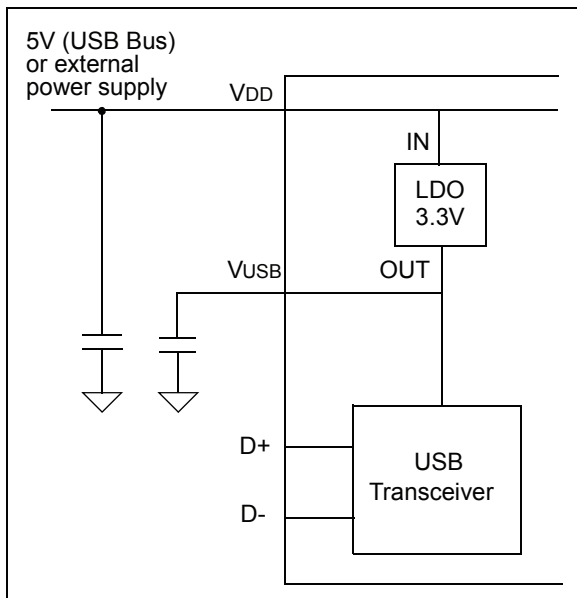 5V (USB Bus)
or external
power supply
VDD
IN
LDO
3.3V
VUSB
OUT
D+
USB
Transceiver
D-